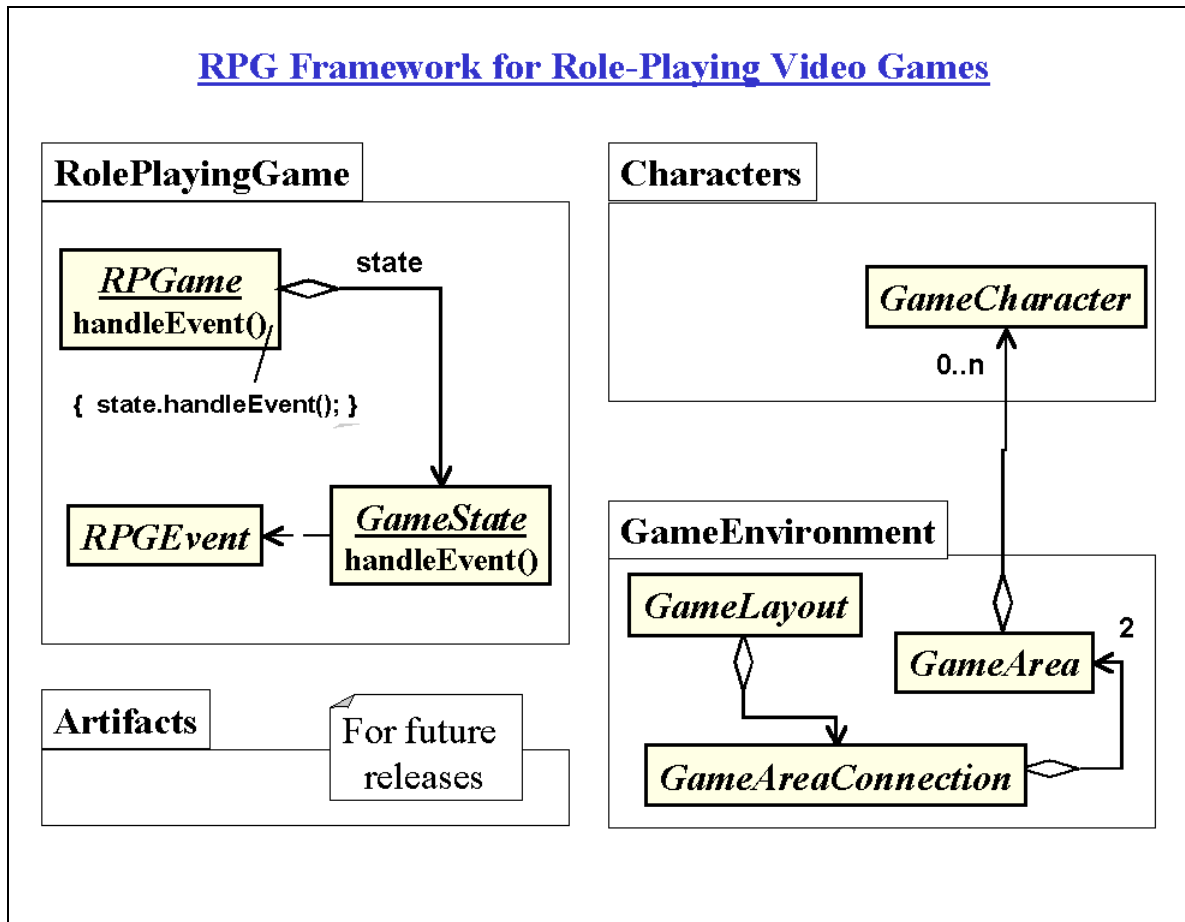 RPG Framework for Role-Playing Video Games
RolePlayingGame
RPGame
handleEvent()
state
{ state.handleEvent(); }
RPGEvent
GameState
handleEvent()
Characters
GameCharacter
0..n
GameEnvironment
GameLayout
GameArea
2
GameAreaConnection
Artifacts
For future
releases